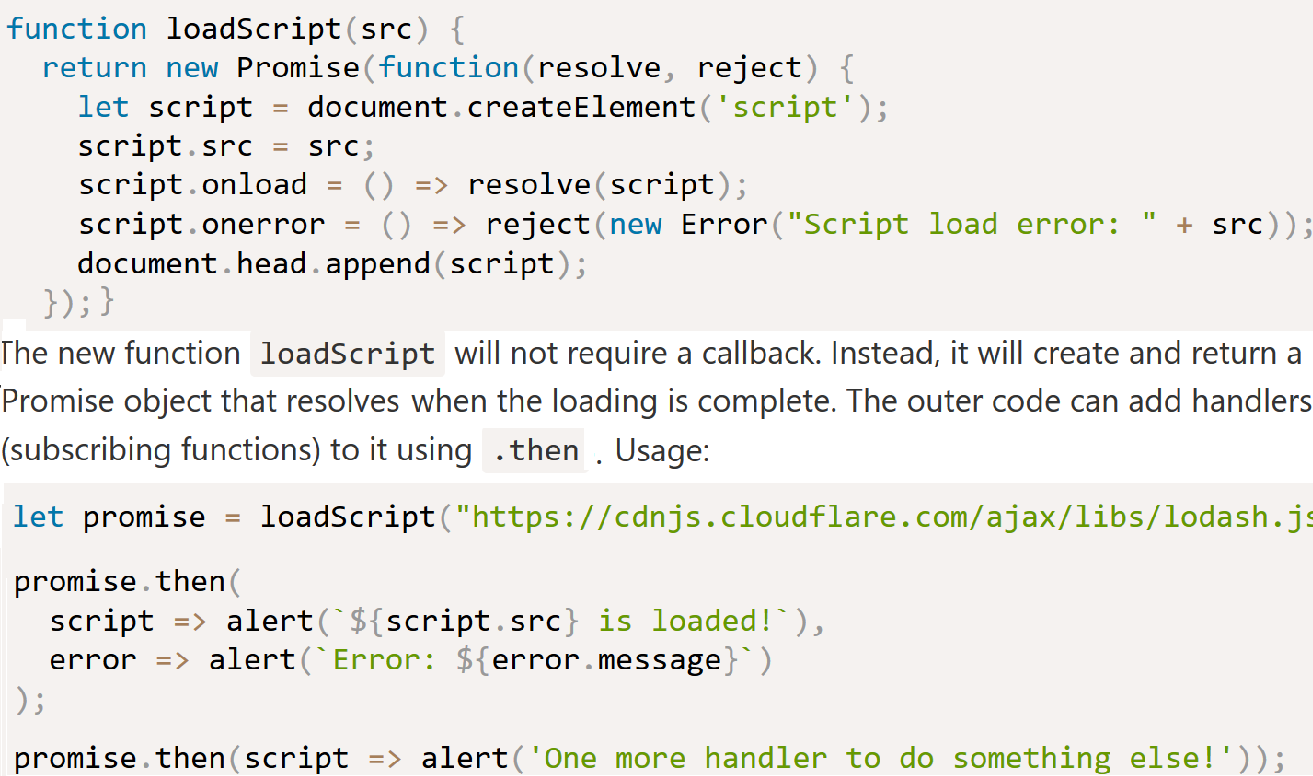 function loadScript(src) {
  return new Promise(function(resolve, reject) {
    let script = document.createElement('script');
    script.src = src;
    script.onload = () => resolve(script);
    script.onerror = () => reject(new Error("Script load error: " + src));
    document.head.append(script);
  });}
The new function loadScript will not require a callback. Instead, it will create and return a
Promise object that resolves when the loading is complete. The outer code can add handlers
(subscribing functions) to it using .then . Usage:
let promise = loadScript("https://cdnjs.cloudflare.com/ajax/libs/lodash.js
promise.then(
  script => alert(`${script.src} is loaded!`),
  error => alert(`Error: ${error.message}`)
);
promise.then(script => alert('One more handler to do something else!'));